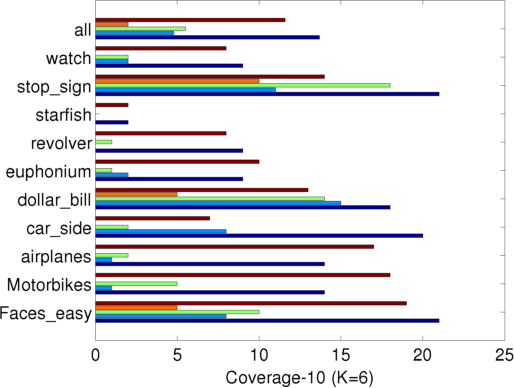 all
watch
stop_sign
starfish
revolver
euphonium
dollar_bill
car_side
airplanes
Motorbikes
Faces_easy
0 5 10 15 20 25
Coverage-10 (K=6)